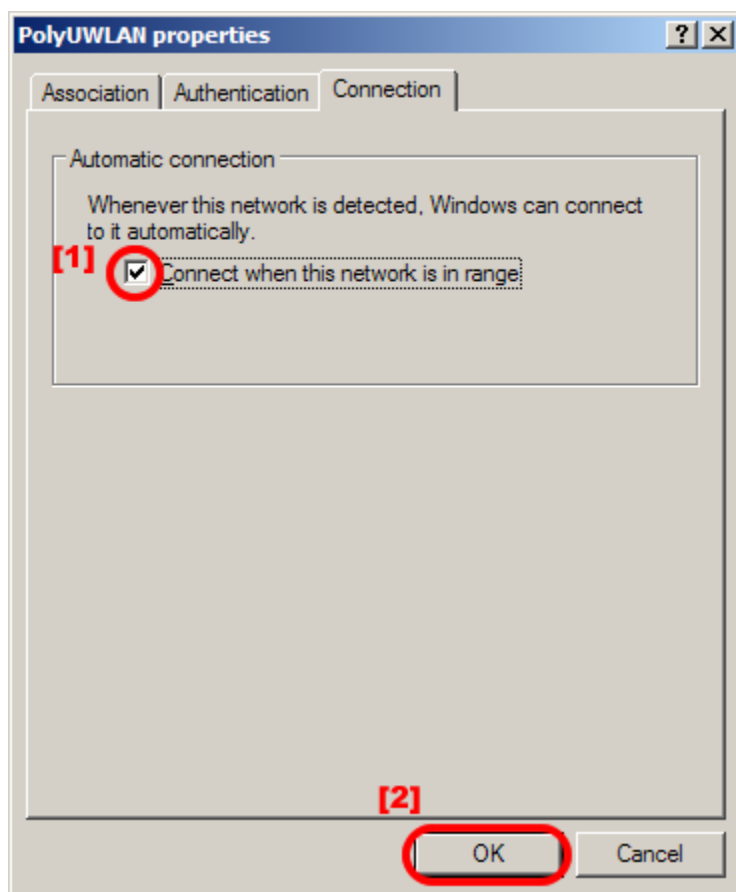 PolyUWLAN properties
Association Authentication Connection
Automatic connection
Whenever this network is detected, Windows can connect
to it automatically.
[1] Connect when this network is in range
[2]
OK Cancel